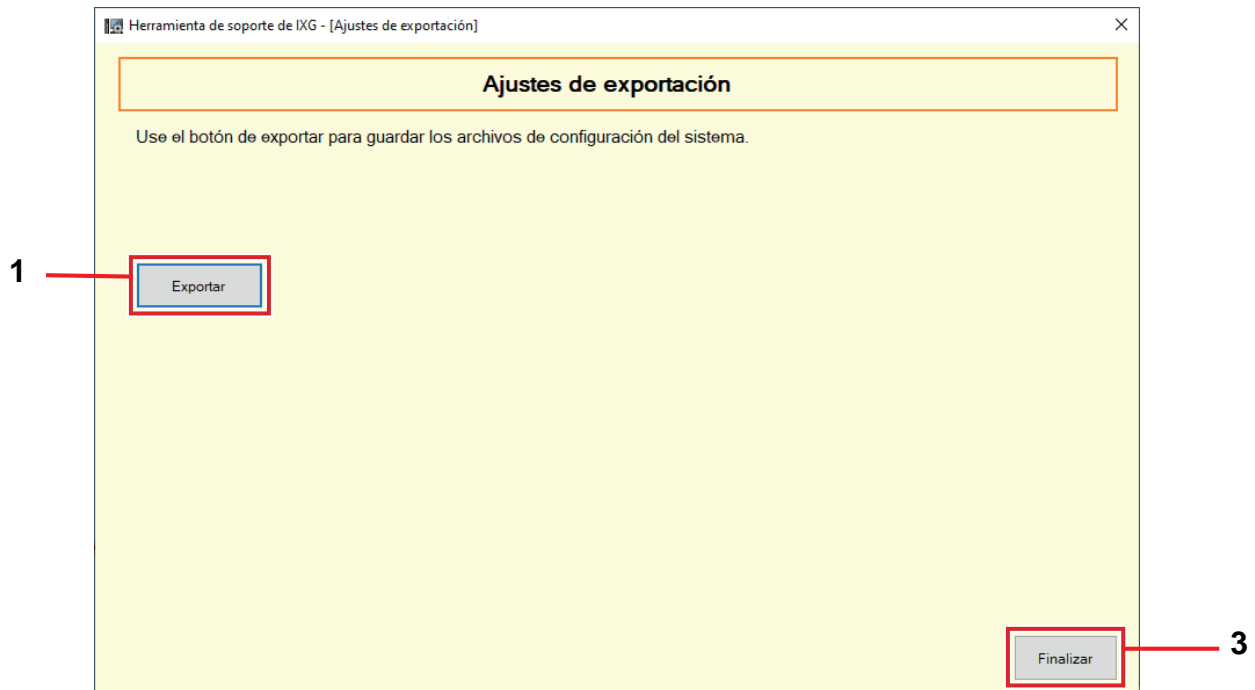 Herramienta de soporte de IXG - [Ajustes de exportación]
Ajustes de exportación
Use el botón de exportar para guardar los archivos de configuración del sistema.
1
Exportar
Finalizar
3